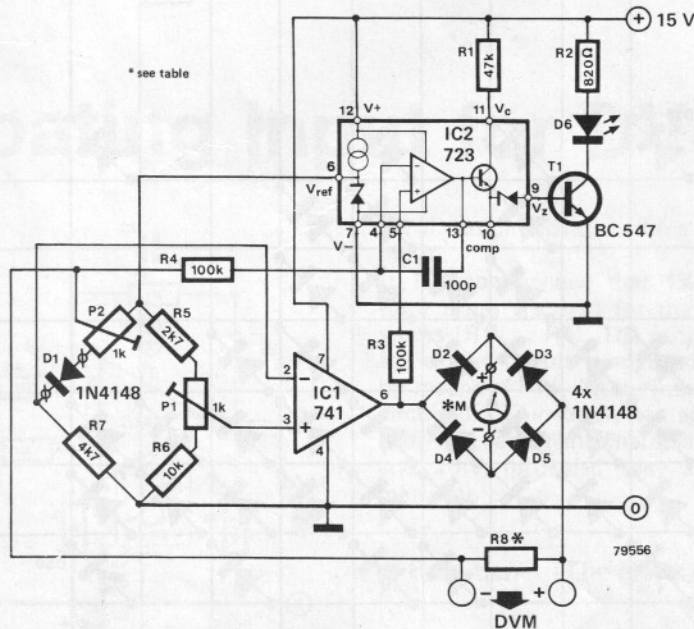 15 V
* see table
R1
47k
R2
820Ω
12
V+
11
Vc
IC2
723
D6
6
Vref
T1
9
Vz
BC547
7
V–
4
5
13
10
comp
R4
100k
C1
100p
P2
1k
R5
2k7
R3
100k
D1
1N4148
P1
1k
7
2
IC1
741
6
3
4
D2
D3
*M
4x
1N4148
D4
D5
R7
4k7
R6
10k
0
R8*
79556
– +
DVM